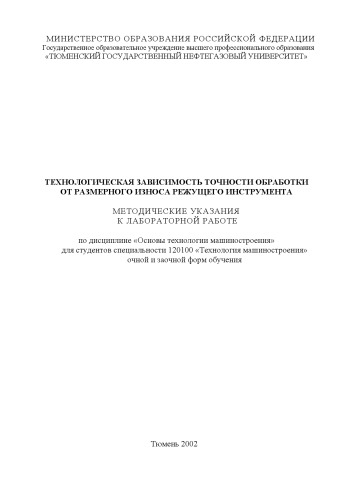 МИНИСТЕРСТВО ОБРАЗОВАНИЯ РОССИЙСКОЙ ФЕДЕРАЦИИ
Государственное образовательное учреждение высшего профессионального образования
«ТЮМЕНСКИЙ ГОСУДАРСТВЕННЫЙ НЕФТЕГАЗОВЫЙ УНИВЕРСИТЕТ»
ТЕХНОЛОГИЧЕСКАЯ ЗАВИСИМОСТЬ ТОЧНОСТИ ОБРАБОТКИ
ОТ РАЗМЕРНОГО ИЗНОСА РЕЖУЩЕГО ИНСТРУМЕНТА
МЕТОДИЧЕСКИЕ УКАЗАНИЯ
К ЛАБОРАТОРНОЙ РАБОТЕ
по дисциплине «Основы технологии машиностроения»
для студентов специальности 120100 «Технология машиностроения»
очной и заочной форм обучения
Тюмень 2002